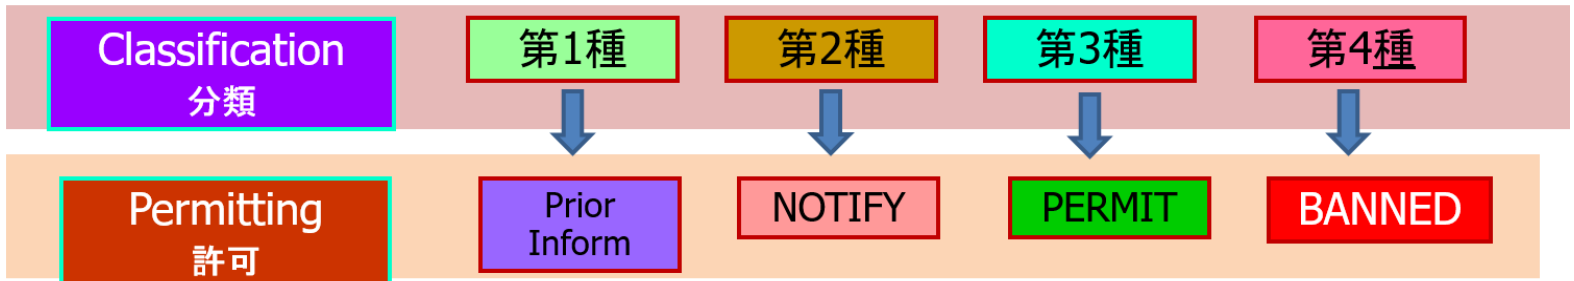 Classification
分類
第1種
第2種
第3種
第4種
Permitting
許可
Prior
Inform
NOTIFY
PERMIT
BANNED